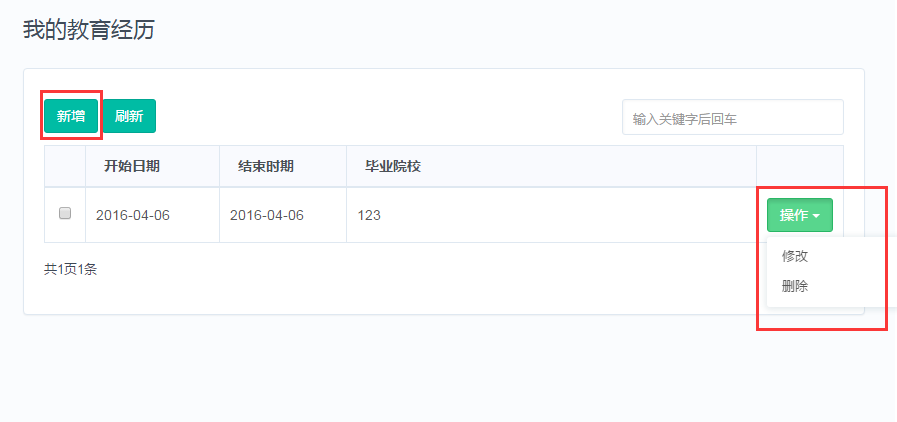 我的教育经历
新增 刷新 输入关键字后回车
开始日期 结束时期 毕业院校
2016-04-06 2016-04-06 123 操作
修改
共1页1条
删除